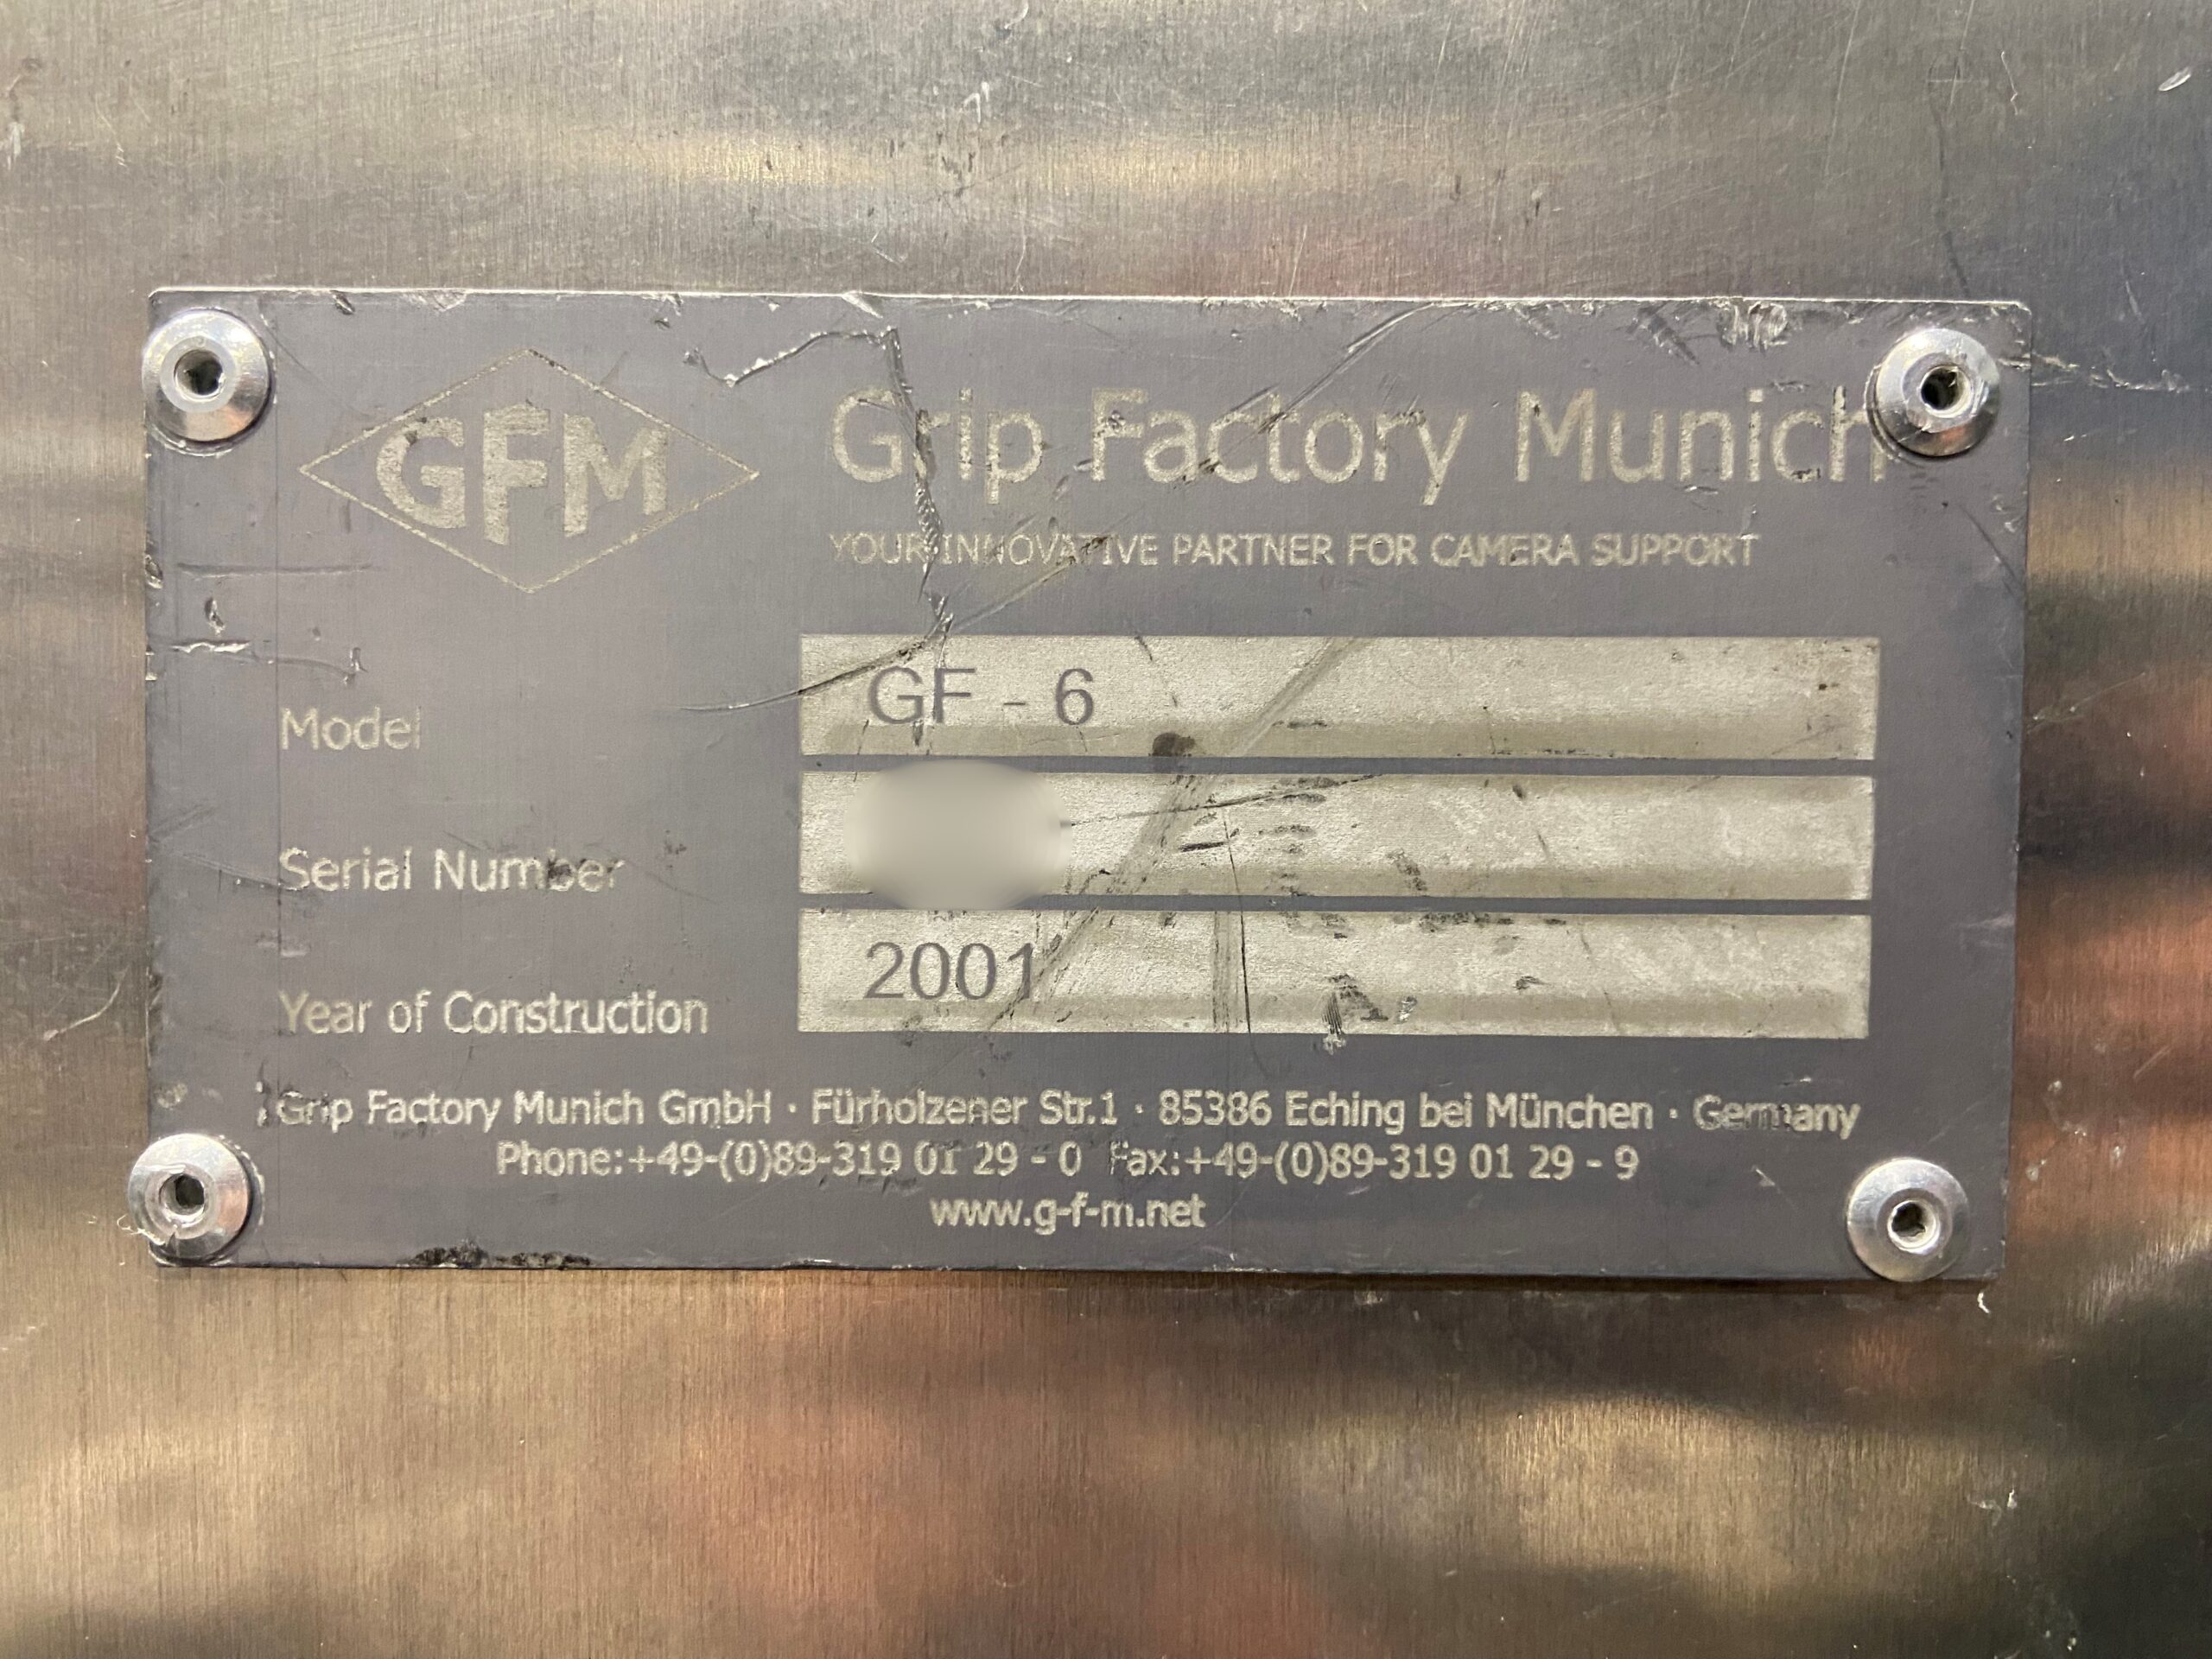 GFM
Grip Factory Munich
YOUR INNOVATIVE PARTNER FOR CAMERA SUPPORT
Model GF - 6
Serial Number
Year of Construction 2001
Grip Factory Munich GmbH · Fürholzener Str.1 · 85386 Eching bei München · Germany
Phone:+49-(0)89-319 01 29 - 0 Fax:+49-(0)89-319 01 29 - 9
www.g-f-m.net